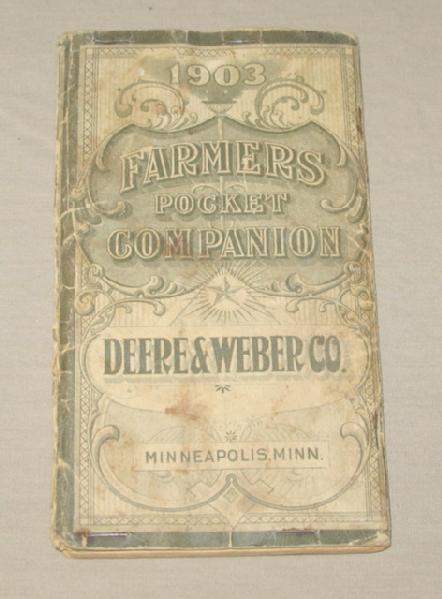 1903
FARMERS
POCKET
COMPANION
DEERE & WEBER CO.
MINNEAPOLIS, MINN.